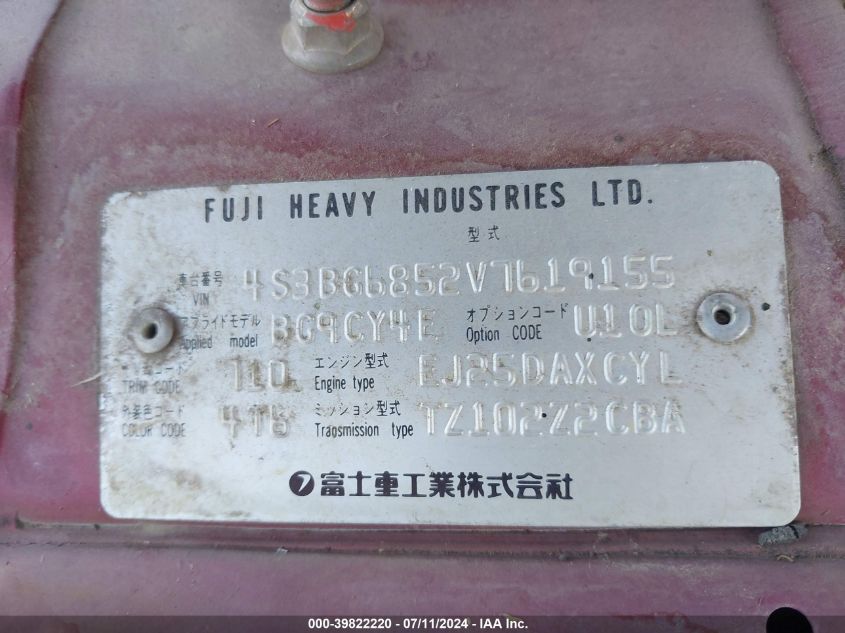 FUJI HEAVY INDUSTRIES LTD.
型式
車台番号 VIN 4S3BG6852V7619155
アプライドモデル Applied model BG9CY4E オプションコード Option CODE U10L
TRIM CODE 710 エンジン型式 Engine type EJ25DAXCYL
外装色コード COLOR CODE 4TB ミッション型式 Transmission type TZ102Z2CBA
富士重工業株式会社
000-39822220 - 07/11/2024 - IAA Inc.